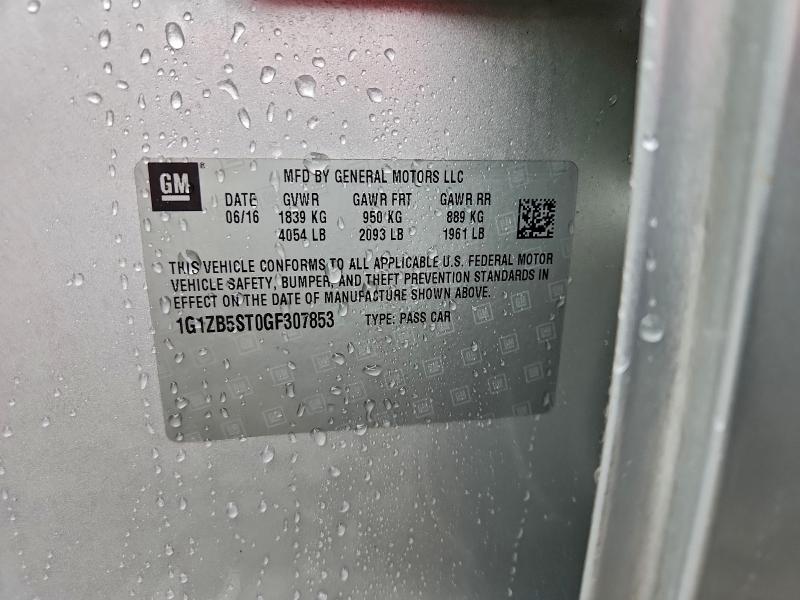 GM MFD BY GENERAL MOTORS LLC
DATE GVWR GAWR FRT GAWR RR
06/16 1839 KG 950 KG 889 KG
4054 LB 2093 LB 1961 LB
THIS VEHICLE CONFORMS TO ALL APPLICABLE U.S. FEDERAL MOTOR
VEHICLE SAFETY, BUMPER, AND THEFT PREVENTION STANDARDS IN
EFFECT ON THE DATE OF MANUFACTURE SHOWN ABOVE.
1G1ZB5ST0GF307853 TYPE: PASS CAR